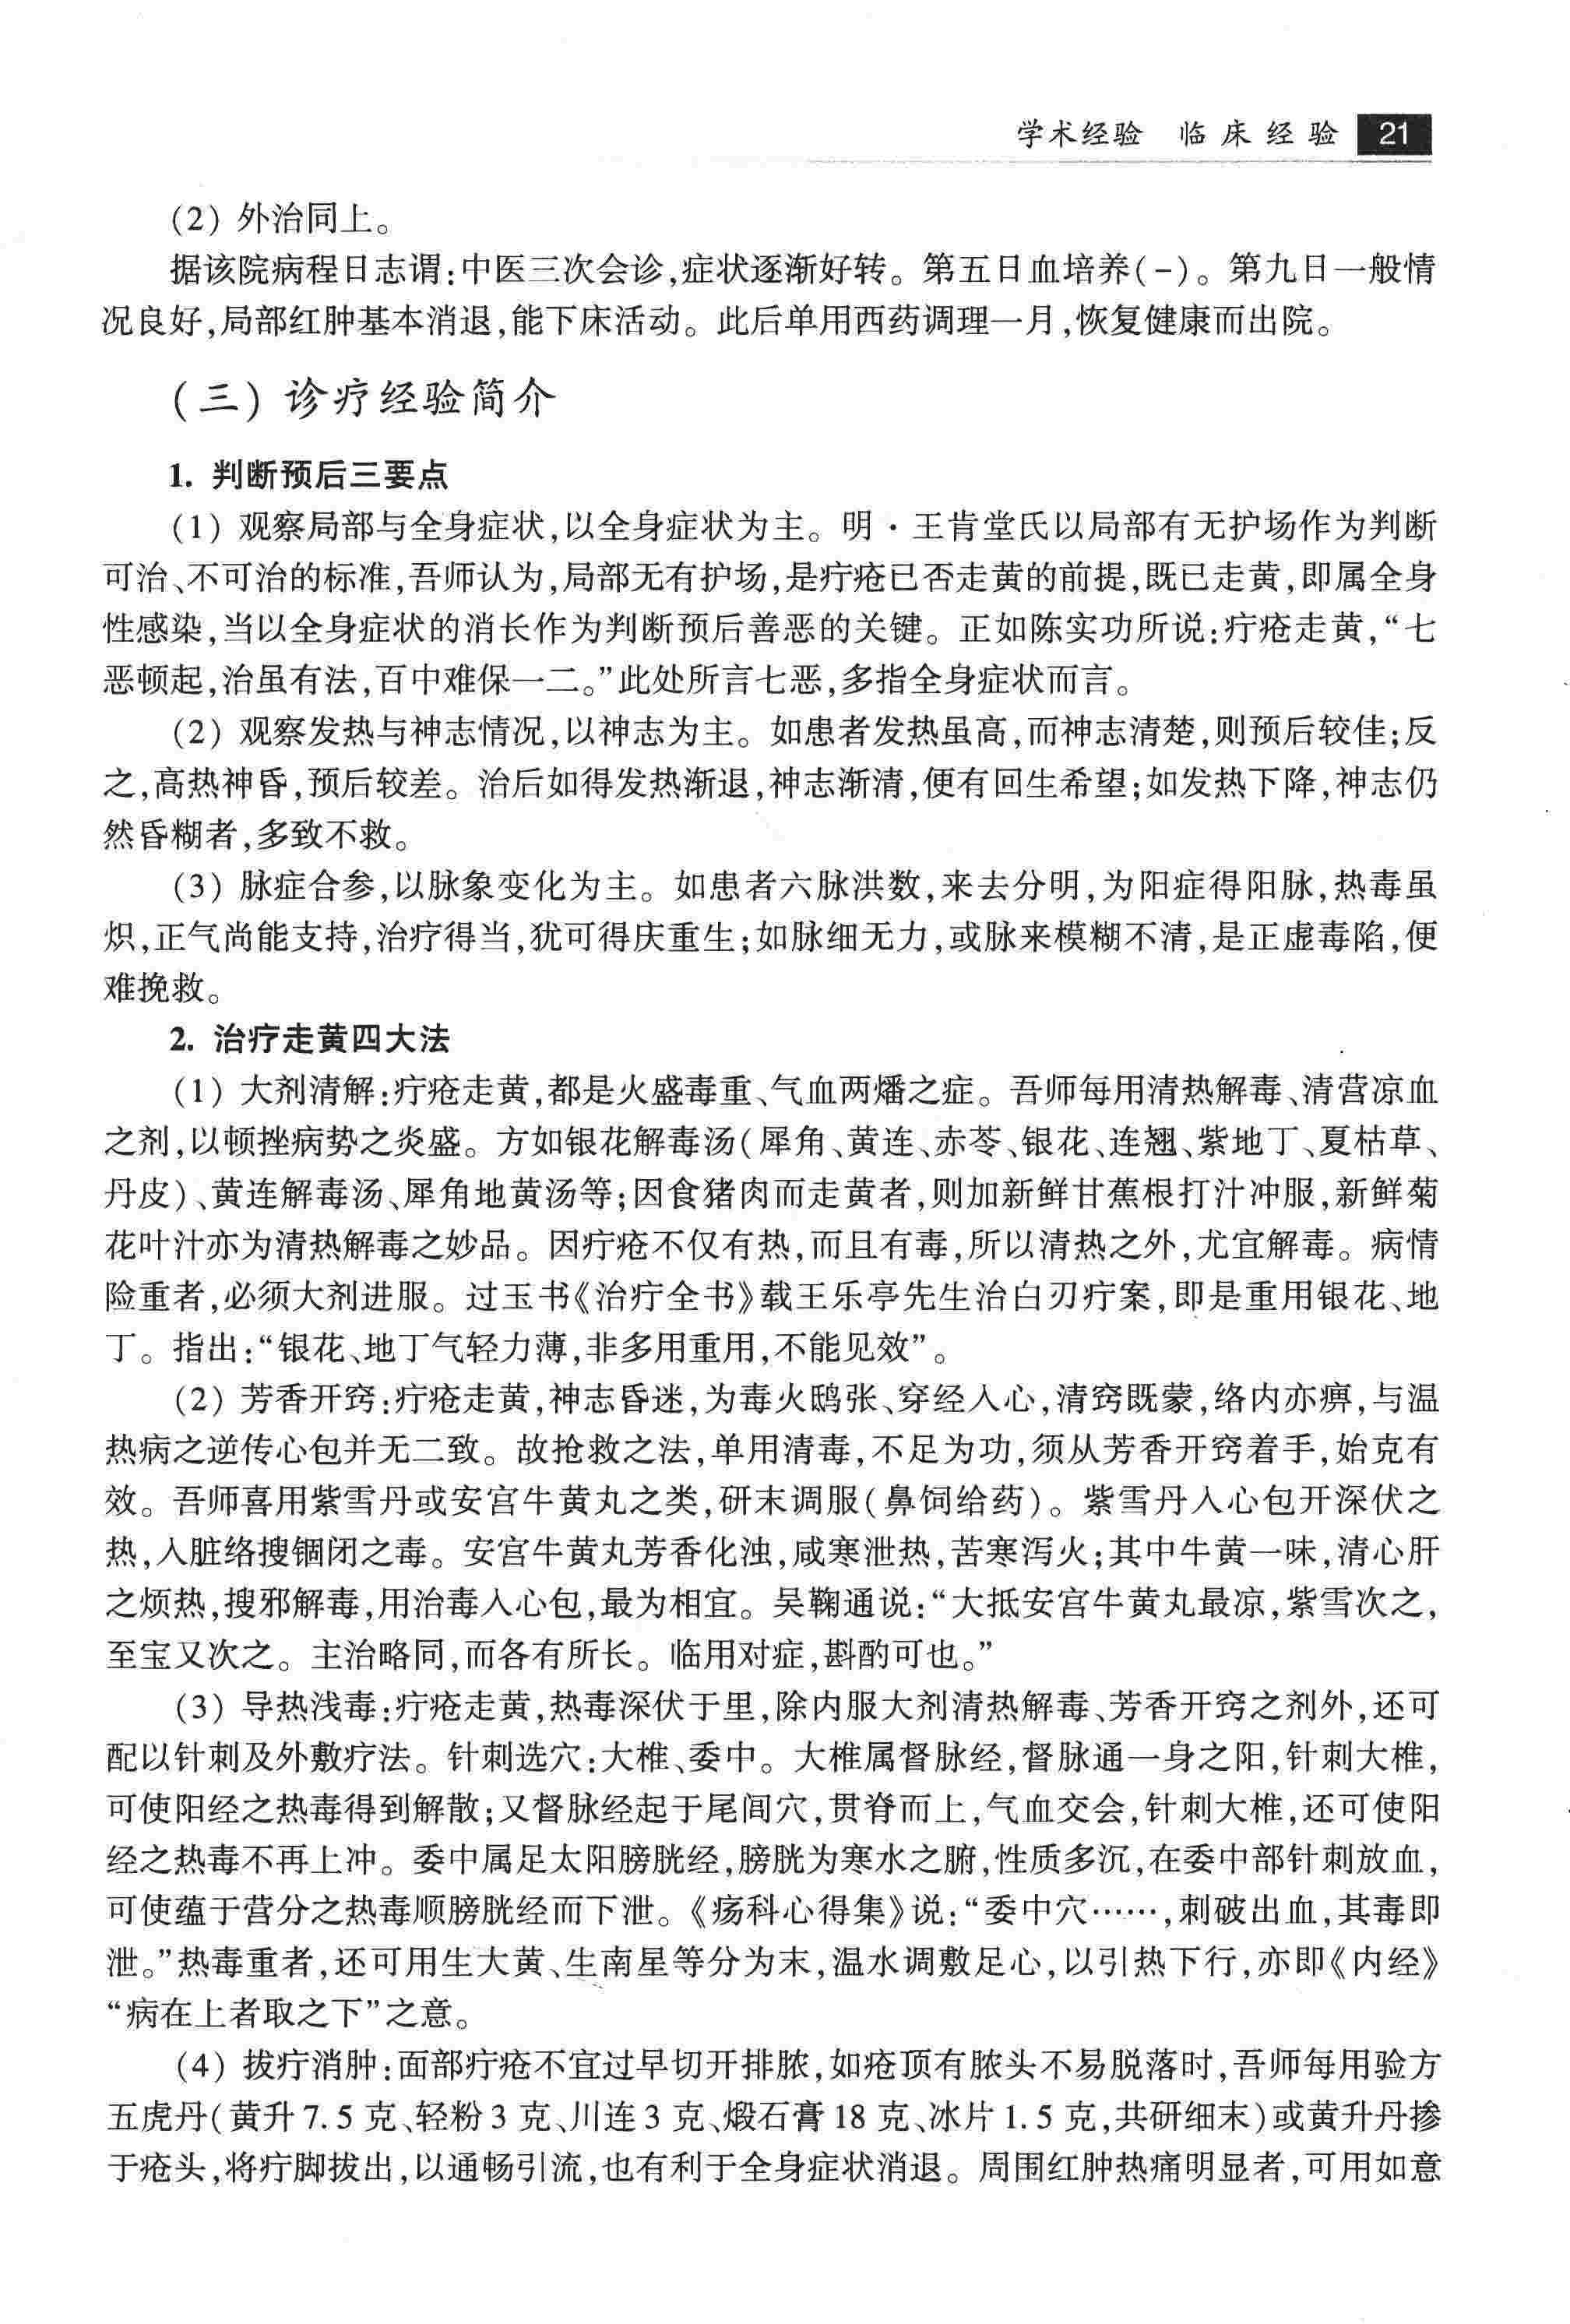 学术经验 临床经验 21
(2) 外治同上。
据该院病程日志谓:中医三次会诊,症状逐渐好转。第五日血培养(-)。第九日一般情
况良好,局部红肿基本消退,能下床活动。此后单用西药调理一月,恢复健康而出院。
(三) 诊疗经验简介
1. 判断预后三要点
(1) 观察局部与全身症状,以全身症状为主。明·王肯堂氏以局部有无护场作为判断
可治、不可治的标准,吾师认为,局部无有护场,是疔疮已否走黄的前提,既已走黄,即属全身
性感染,当以全身症状的消长作为判断预后善恶的关键。正如陈实功所说:疔疮走黄,“七
恶顿起,治虽有法,百中难保一二。”此处所言七恶,多指全身症状而言。
(2) 观察发热与神志情况,以神志为主。如患者发热虽高,而神志清楚,则预后较佳;反
之,高热神昏,预后较差。治后如得发热渐退,神志渐清,便有回生希望;如发热下降,神志仍
然昏糊者,多致不救。
(3) 脉症合参,以脉象变化为主。如患者六脉洪数,来去分明,为阳症得阳脉,热毒虽
炽,正气尚能支持,治疗得当,犹可得庆重生;如脉细无力,或脉来模糊不清,是正虚毒陷,便
难挽救。
2. 治疗走黄四大法
(1) 大剂清解:疔疮走黄,都是火盛毒重、气血两燔之症。吾师每用清热解毒、清营凉血
之剂,以顿挫病势之炎盛。方如银花解毒汤(犀角、黄连、赤苓、银花、连翘、紫地丁、夏枯草、
丹皮)、黄连解毒汤、犀角地黄汤等;因食猪肉而走黄者,则加新鲜甘蕉根打汁冲服,新鲜菊
花叶汁亦为清热解毒之妙品。因疔疮不仅有热,而且有毒,所以清热之外,尤宜解毒。病情
险重者,必须大剂进服。过玉书《治疔全书》载王乐亭先生治白刃疔案,即是重用银花、地
丁。指出:“银花、地丁气轻力薄,非多用重用,不能见效”。
(2) 芳香开窍:疔疮走黄,神志昏迷,为毒火鸱张、穿经入心,清窍既蒙,络内亦痹,与温
热病之逆传心包并无二致。故抢救之法,单用清毒,不足为功,须从芳香开窍着手,始克有
效。吾师喜用紫雪丹或安宫牛黄丸之类,研末调服(鼻饲给药)。紫雪丹入心包开深伏之
热,入脏络搜锢闭之毒。安宫牛黄丸芳香化浊,咸寒泄热,苦寒泻火;其中牛黄一味,清心肝
之烦热,搜邪解毒,用治毒入心包,最为相宜。吴鞠通说:“大抵安宫牛黄丸最凉,紫雪次之,
至宝又次之。主治略同,而各有所长。临用对症,斟酌可也。”
(3) 导热浅毒:疔疮走黄,热毒深伏于里,除内服大剂清热解毒、芳香开窍之剂外,还可
配以针刺及外敷疗法。针刺选穴:大椎、委中。大椎属督脉经,督脉通一身之阳,针刺大椎,
可使阳经之热毒得到解散;又督脉经起于尾闾穴,贯脊而上,气血交会,针刺大椎,还可使阳
经之热毒不再上冲。委中属足太阳膀胱经,膀胱为寒水之腑,性质多沉,在委中部针刺放血,
可使蕴于营分之热毒顺膀胱经而下泄。《疡科心得集》说:“委中穴……,刺破出血,其毒即
泄。”热毒重者,还可用生大黄、生南星等分为末,温水调敷足心,以引热下行,亦即《内经》
“病在上者取之下”之意。
(4) 拔疔消肿:面部疔疮不宜过早切开排脓,如疮顶有脓头不易脱落时,吾师每用验方
五虎丹(黄升 7.5 克、轻粉 3 克、川连 3 克、煅石膏 18 克、冰片 1.5 克,共研细末)或黄升丹掺
于疮头,将疔脚拔出,以通畅引流,也有利于全身症状消退。周围红肿热痛明显者,可用如意